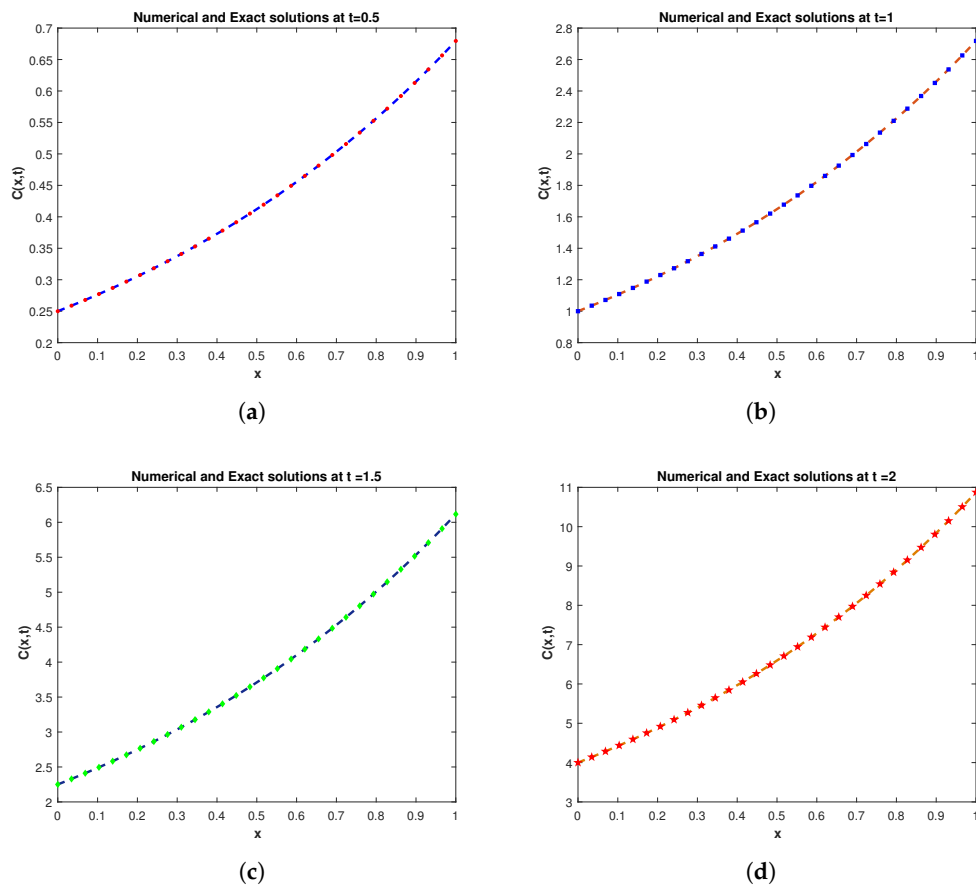 Numerical and Exact solutions at t=0.5
0.7
0.65
0.6
0.55
0.5
0.45
0.4
0.35
0.3
0.25
0.2
C(x,t)
0 0.1 0.2 0.3 0.4 0.5 0.6 0.7 0.8 0.9 1
x
(a)
Numerical and Exact solutions at t=1
2.8
2.6
2.4
2.2
2
1.8
1.6
1.4
1.2
1
0.8
C(x,t)
0 0.1 0.2 0.3 0.4 0.5 0.6 0.7 0.8 0.9 1
x
(b)
Numerical and Exact solutions at t =1.5
6.5
6
5.5
5
4.5
4
3.5
3
2.5
2
C(x,t)
0 0.1 0.2 0.3 0.4 0.5 0.6 0.7 0.8 0.9 1
x
(c)
Numerical and Exact solutions at t =2
11
10
9
8
7
6
5
4
3
C(x,t)
0 0.1 0.2 0.3 0.4 0.5 0.6 0.7 0.8 0.9 1
x
(d)